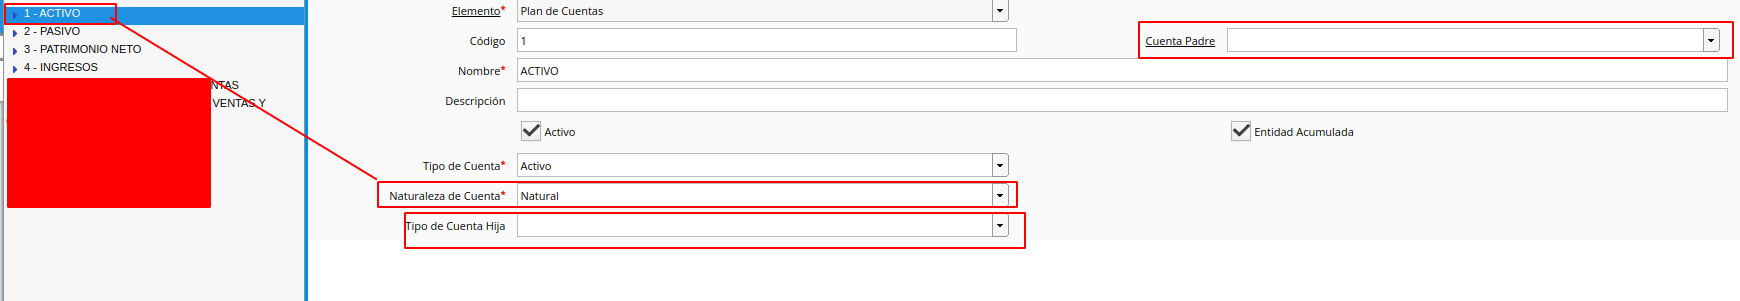 1 - ACTIVO
2 - PASIVO
3 - PATRIMONIO NETO
4 - INGRESOS
NTAS
VENTAS Y
Elemento* Plan de Cuentas
Código 1
Cuenta Padre
Nombre* ACTIVO
Descripción
Activo
Entidad Acumulada
Tipo de Cuenta* Activo
Naturaleza de Cuenta* Natural
Tipo de Cuenta Hija